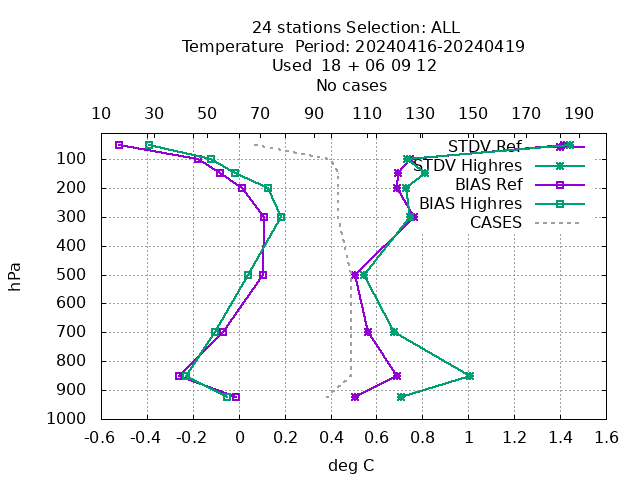 24 stations Selection: ALL
Temperature  Period: 20240416-20240419
Used  18 + 06 09 12
No cases
10 30 50 70 90 110 130 150 170 190
STDV Ref
STDV Highres
BIAS Ref
BIAS Highres
CASES
100
200
300
400
500
600
700
800
900
1000
hPa
-0.6 -0.4 -0.2 0 0.2 0.4 0.6 0.8 1 1.2 1.4 1.6
deg C